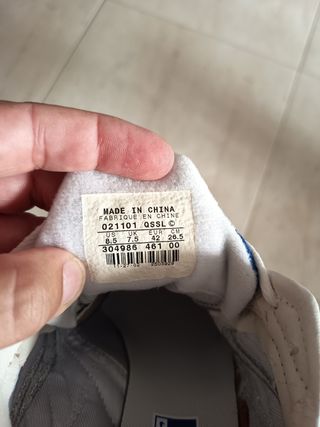 MADE IN CHINA
FABRIQUE EN CHINE
021101 QSSL ©
US UK EUR CM
8.5 7.5 42 26.5
304986 461 00